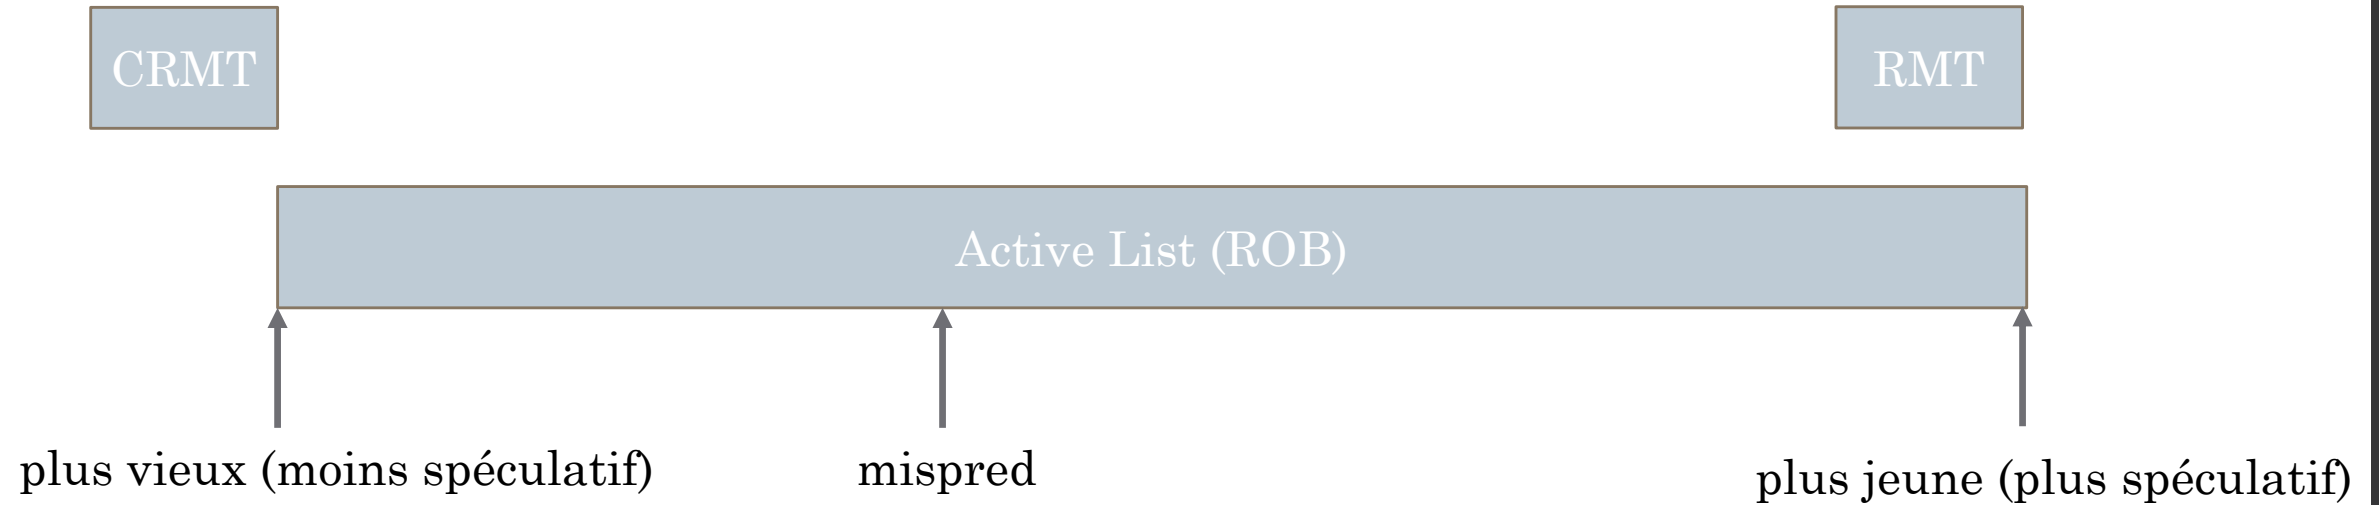 CRMT
RMT
Active List (ROB)
plus vieux (moins spéculatif)
mispred
plus jeune (plus spéculatif)